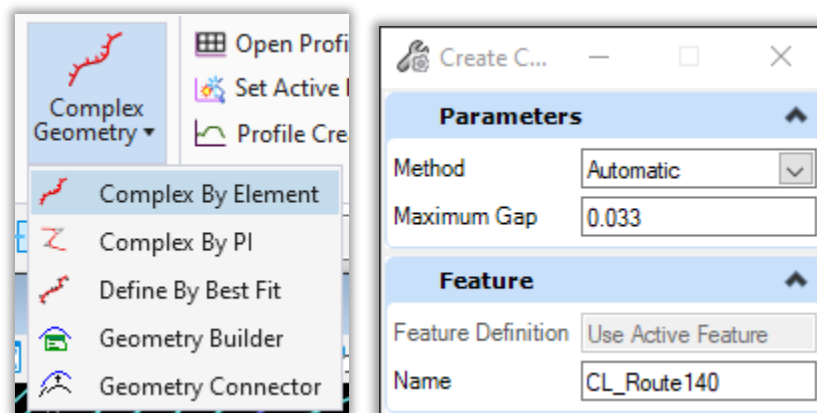 Complex
Geometry
Open Profi
Set Active
Profile Cre
Complex By Element
Complex By PI
Define By Best Fit
Geometry Builder
Geometry Connector
Create C...
Parameters
Method Automatic
Maximum Gap 0.033
Feature
Feature Definition Use Active Feature
Name CL_Route140